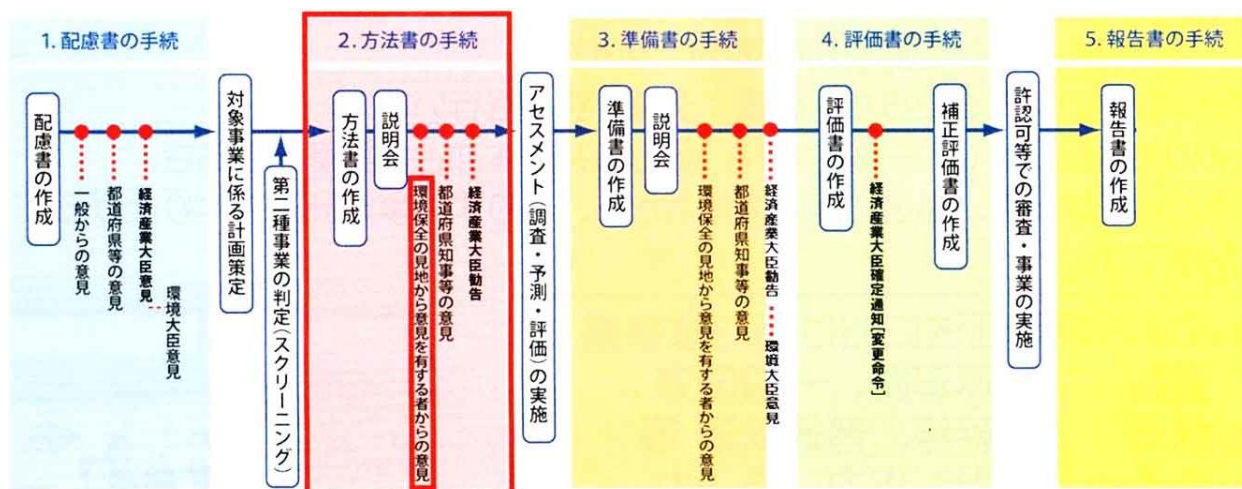 1. 配慮書の手続
配慮書の作成
一般からの意見
都道府県等の意見
経済産業大臣意見
環境大臣意見
対象事業に係る計画策定
第二種事業の判定(スクリーニング)
2. 方法書の手続
方法書の作成
説明会
環境保全の見地から意見を有する者からの意見
都道府県知事等の意見
経済産業大臣勧告
アセスメント(調査・予測・評価)の実施
3. 準備書の手続
準備書の作成
説明会
環境保全の見地から意見を有する者からの意見
都道府県知事等の意見
経済産業大臣勧告
環境大臣意見
4. 評価書の手続
評価書の作成
経済産業大臣確定通知[変更命令]
補正評価書の作成
許認可等での審査・事業の実施
5. 報告書の手続
報告書の作成